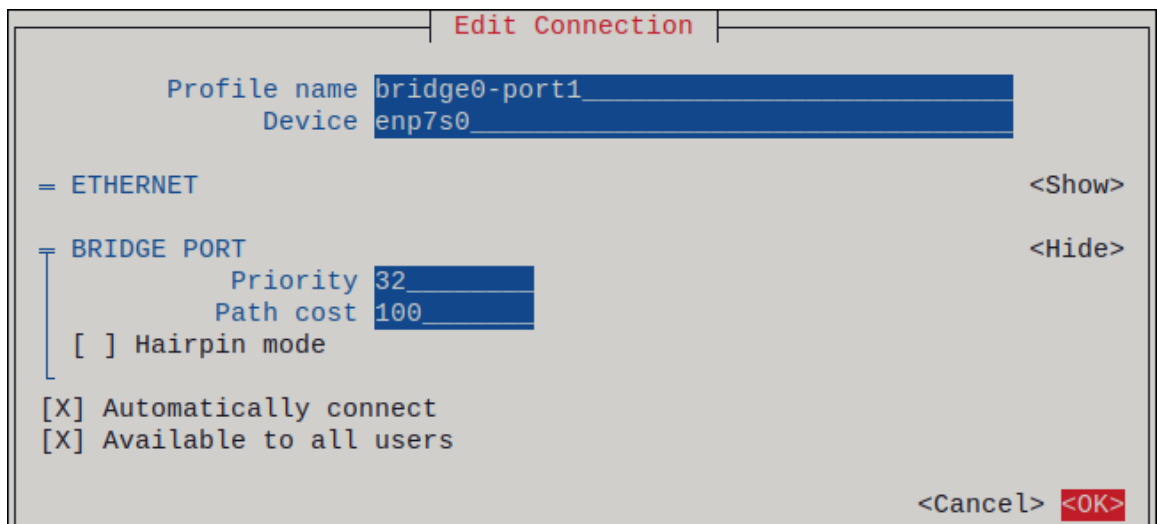 Edit Connection
Profile name bridge0-port1
Device enp7s0
= ETHERNET <Show>
BRIDGE PORT <Hide>
Priority 32
Path cost 100
[ ] Hairpin mode
[X] Automatically connect
[X] Available to all users
<Cancel> <OK>